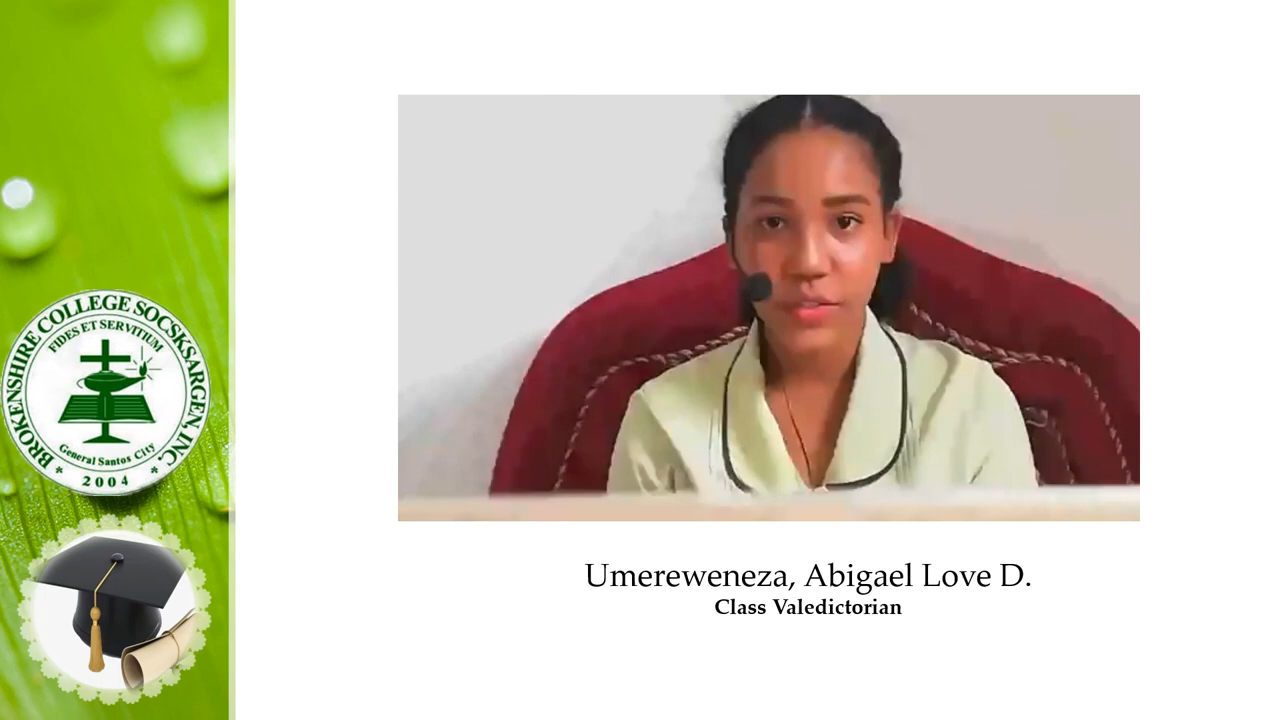 BROKENSHIRE COLLEGE SOCSKSARGEN, INC.
FIDES ET SERVITIUM
General Santos City
* 2004 *
Umereweneza, Abigael Love D.
Class Valedictorian